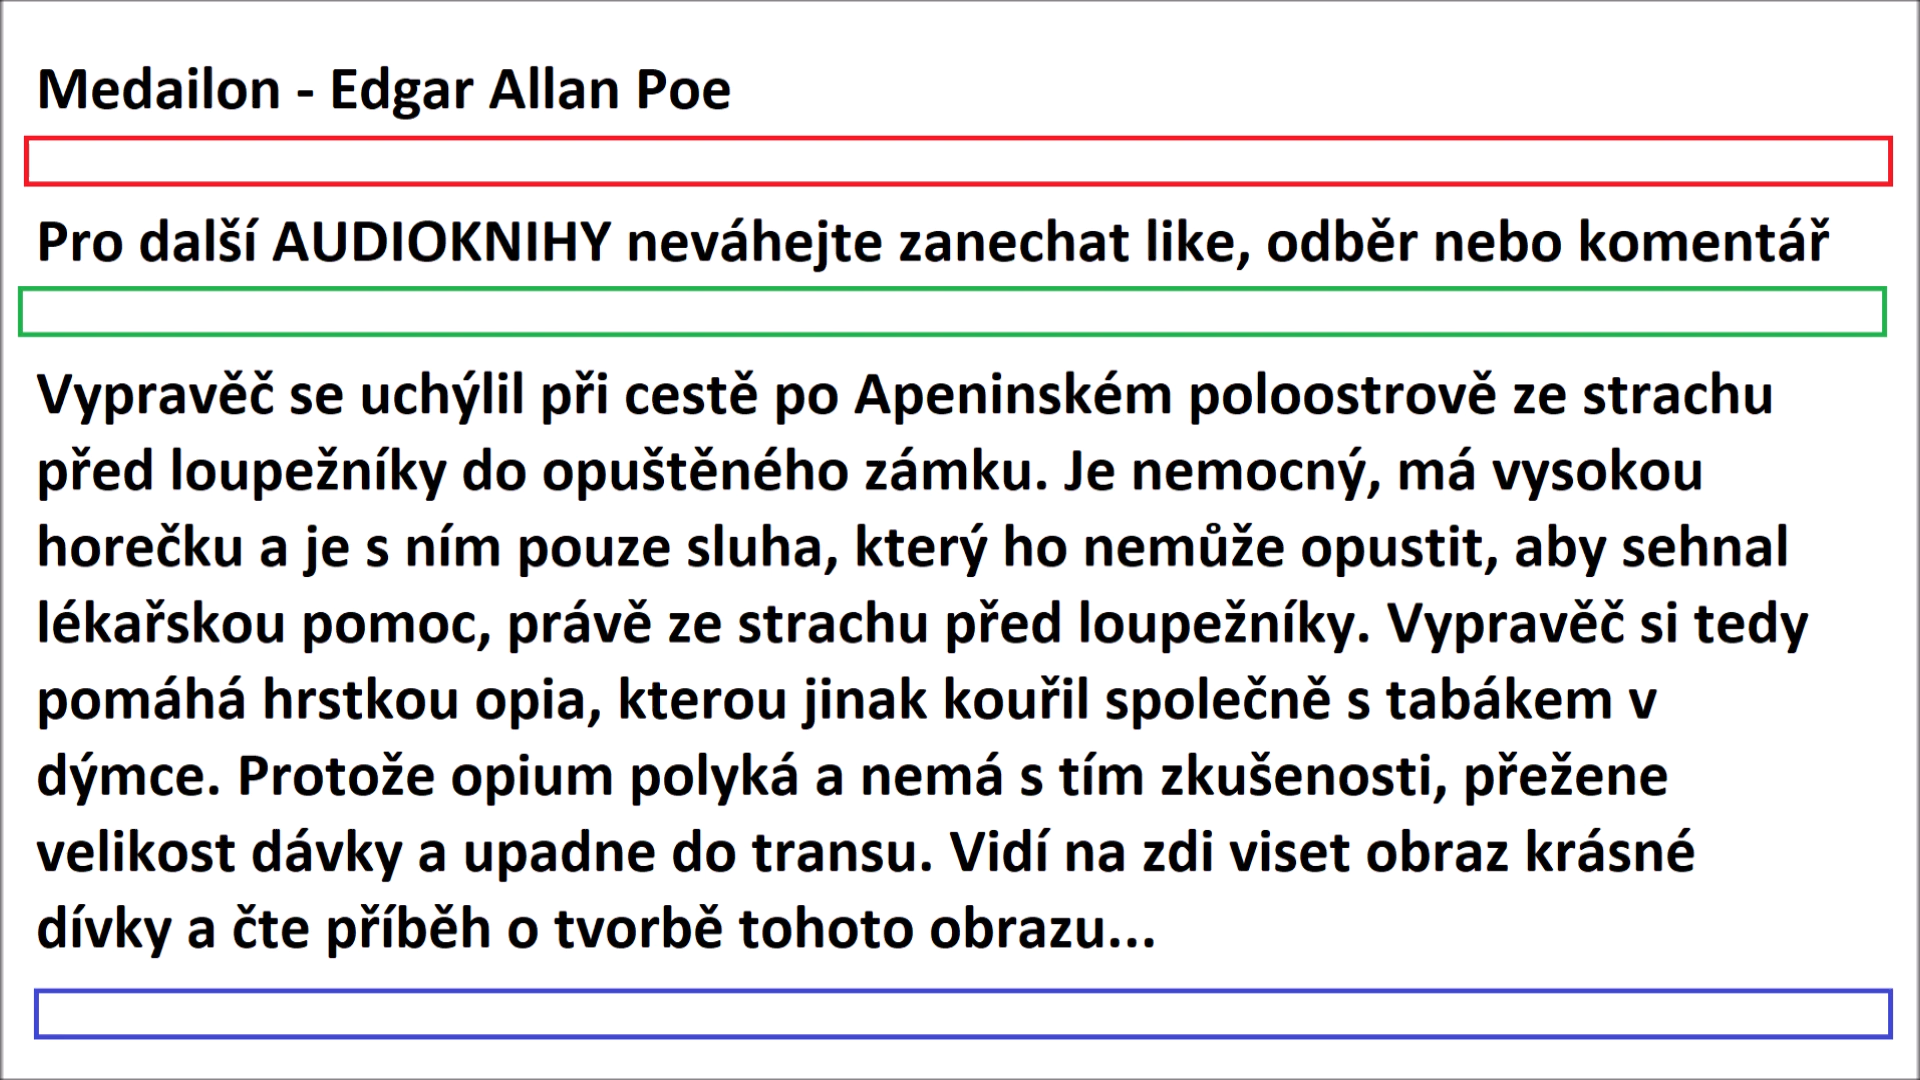 Medailon - Edgar Allan Poe
Pro další AUDIOKNIHY neváhejte zanechat like, odběr nebo komentář
Vypravěč se uchýlil při cestě po Apeninském poloostrově ze strachu
před loupežníky do opuštěného zámku. Je nemocný, má vysokou
horečku a je s ním pouze sluha, který ho nemůže opustit, aby sehnal
lékařskou pomoc, právě ze strachu před loupežníky. Vypravěč si tedy
pomáhá hrstkou opia, kterou jinak kouřil společně s tabákem v
dýmce. Protože opium polyká a nemá s tím zkušenosti, přežene
velikost dávky a upadne do transu. Vidí na zdi viset obraz krásné
dívky a čte příběh o tvorbě tohoto obrazu...